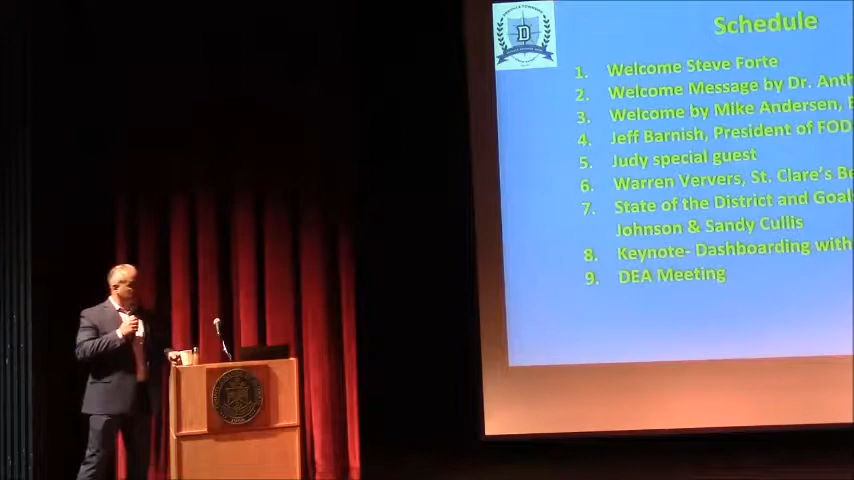 Schedule
D
1. Welcome Steve Forte
2. Welcome Message by Dr. Anth
3. Welcome by Mike Andersen,
4. Jeff Barnish, President of FOD
5. Judy special guest
6. Warren Ververs, St. Clare's Be
7. State of the District and Goal
Johnson & Sandy Cullis
8. Keynote- Dashboarding with
9. DEA Meeting